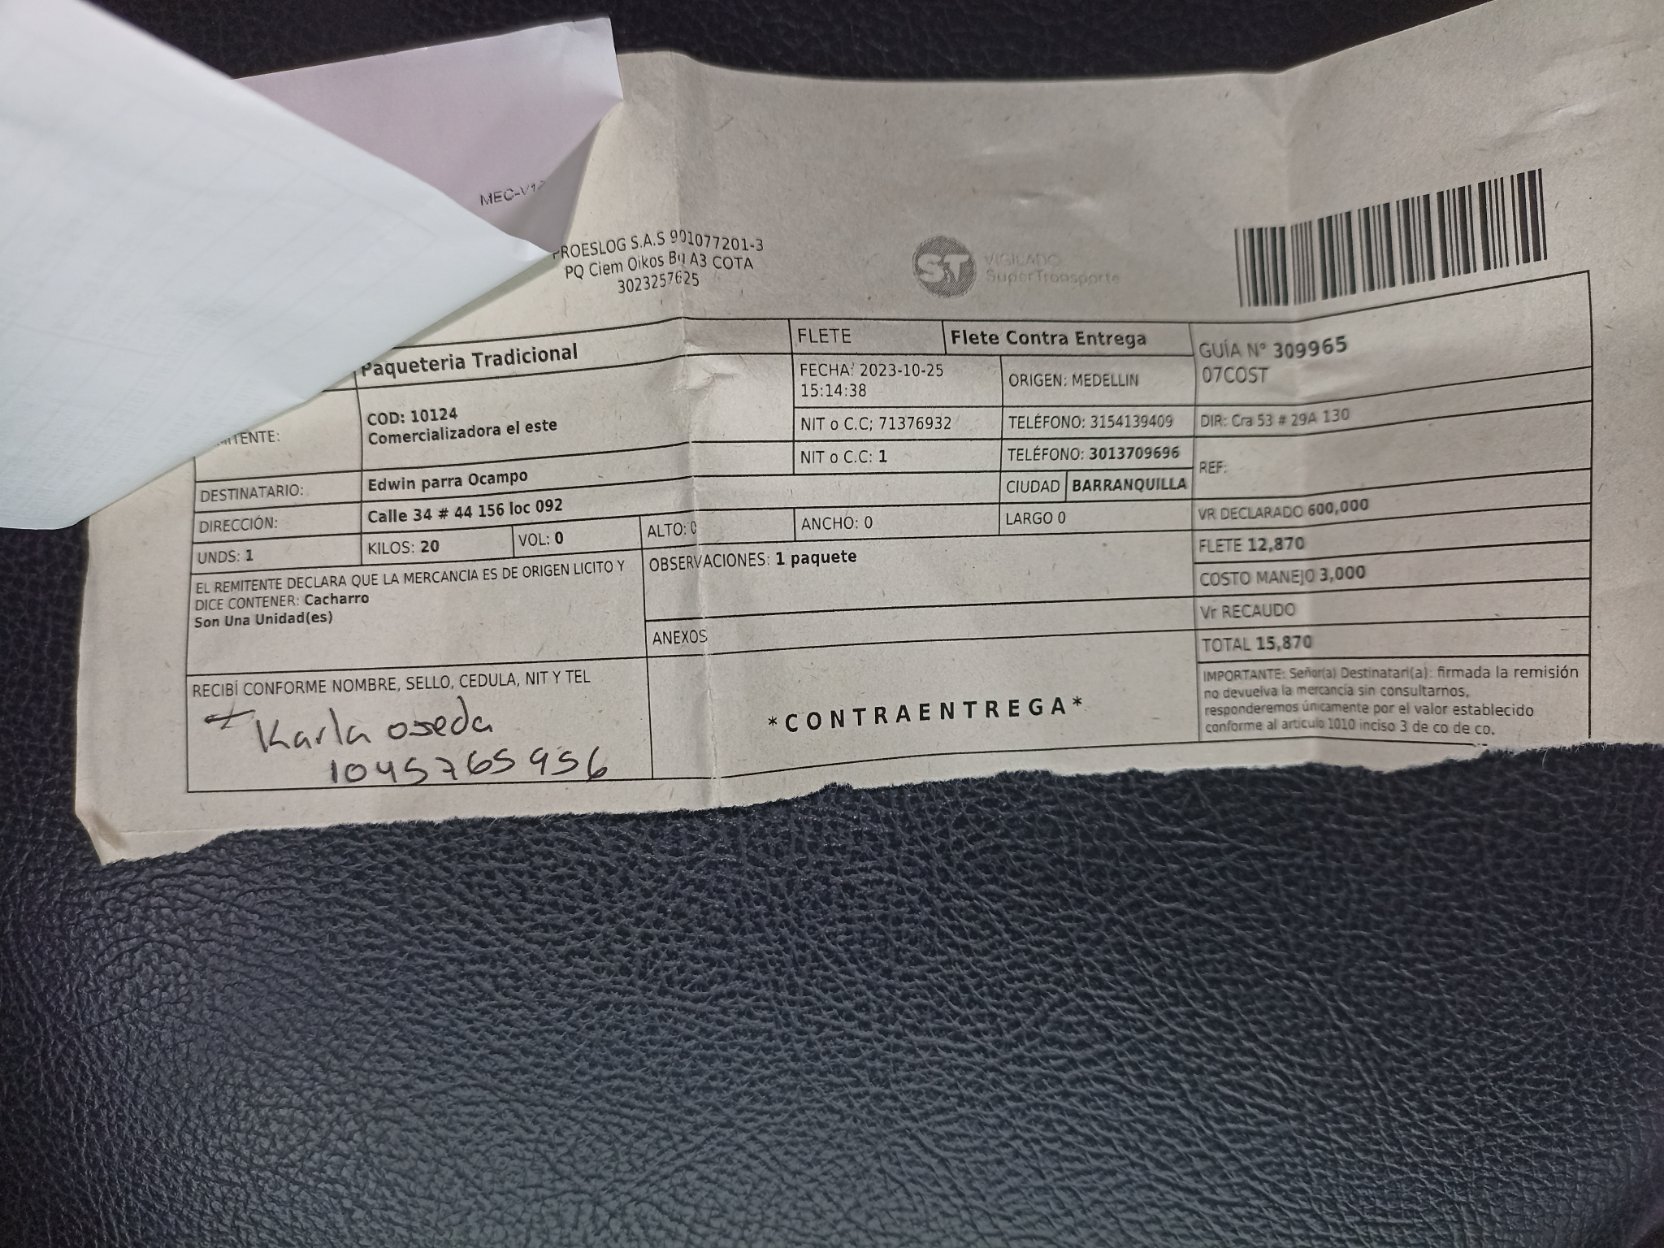 MEC-V1
PROESLOG S.A.S 901077201-3
PQ Ciem Oikos Bg A3 COTA
3023257625
ST
VIGILADO
SuperTransporte
Paqueteria Tradicional
FLETE
Flete Contra Entrega
GUÍA N° 309965
07COST
COD: 10124
Comercializadora el este
FECHA: 2023-10-25
15:14:38
ORIGEN: MEDELLIN
NIT o C.C; 71376932
TELÉFONO: 3154139409
DIR: Cra 53 # 29A 130
DESTINATARIO:
Edwin parra Ocampo
NIT o C.C: 1
TELÉFONO: 3013709696
REF:
DIRECCIÓN:
Calle 34 # 44 156 loc 092
CIUDAD
BARRANQUILLA
VR DECLARADO 600,000
UNDS: 1
KILOS: 20
VOL: 0
ALTO: 0
ANCHO: 0
LARGO 0
FLETE 12,870
EL REMITENTE DECLARA QUE LA MERCANCIA ES DE ORIGEN LICITO Y
DICE CONTENER: Cacharro
Son Una Unidad(es)
OBSERVACIONES: 1 paquete
COSTO MANEJO 3,000
Vr RECAUDO
ANEXOS
TOTAL 15,870
RECIBÍ CONFORME NOMBRE, SELLO, CEDULA, NIT Y TEL
Karla oseda
1045765956
*CONTRAENTREGA*
IMPORTANTE: Señor(a) Destinatari(a): firmada la remisión
no devuelva la mercancia sin consultarnos,
responderemos únicamente por el valor establecido
conforme al articulo 1010 inciso 3 de co de co.